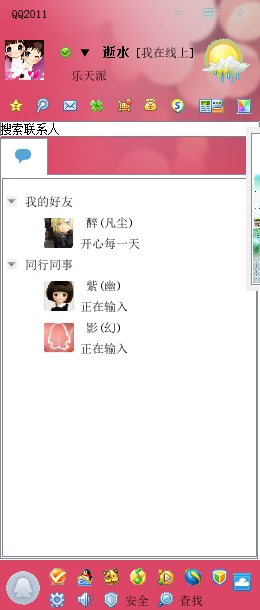 QQ2011
逝水 [我在线上]
乐天派
搜索联系人
我的好友
醉(凡尘)
开心每一天
同行同事
紫(幽)
正在输入
影(幻)
正在输入
安全 查找